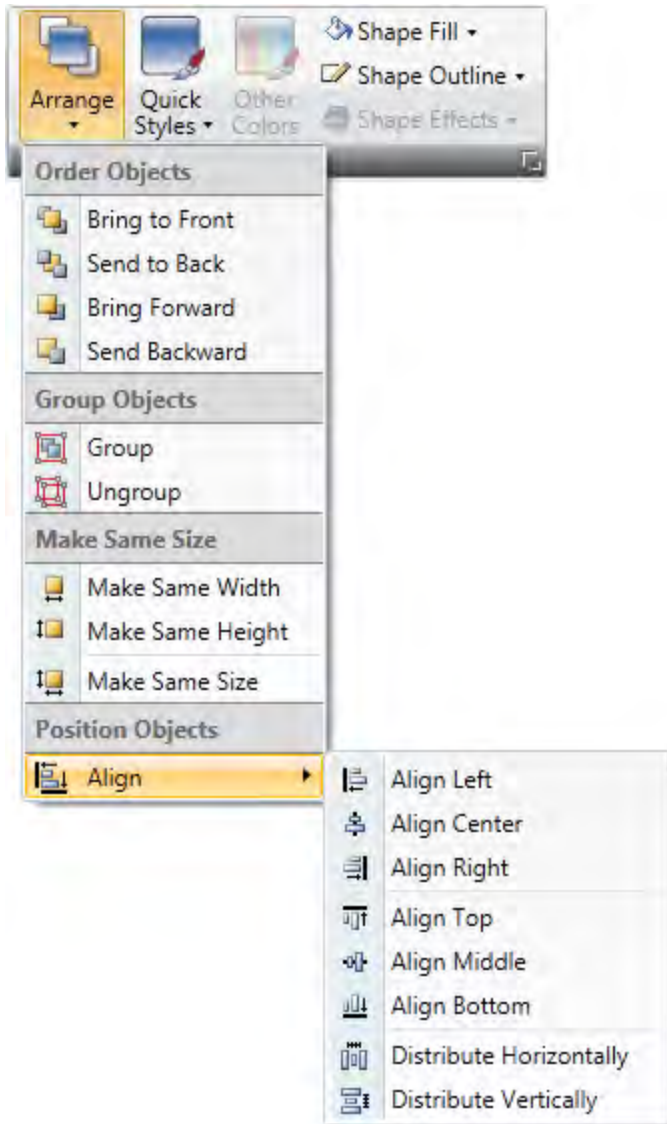 Shape Fill
Shape Outline
Shape Effects
Arrange
Quick
Styles
Other
Colors
Order Objects
Bring to Front
Send to Back
Bring Forward
Send Backward
Group Objects
Group
Ungroup
Make Same Size
Make Same Width
Make Same Height
Make Same Size
Position Objects
Align
Align Left
Align Center
Align Right
Align Top
Align Middle
Align Bottom
Distribute Horizontally
Distribute Vertically